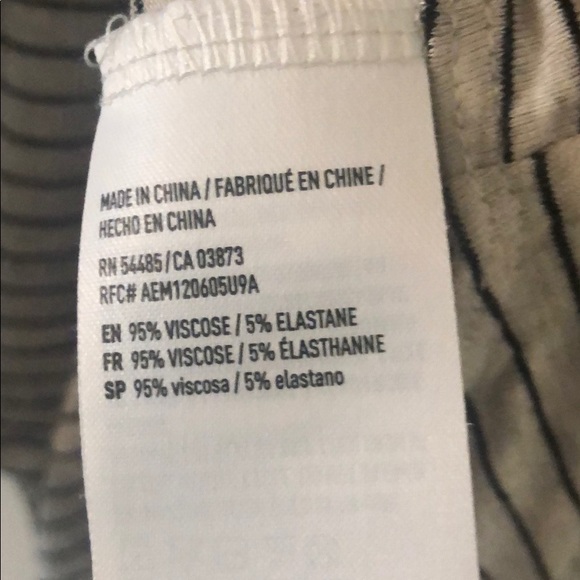 MADE IN CHINA / FABRIQUÉ EN CHINE /
HECHO EN CHINA
RN 54485 / CA 03873
RFC# AEM120605U9A
EN 95% VISCOSE / 5% ELASTANE
FR 95% VISCOSE / 5% ÉLASTHANNE
SP 95% viscosa / 5% elastano